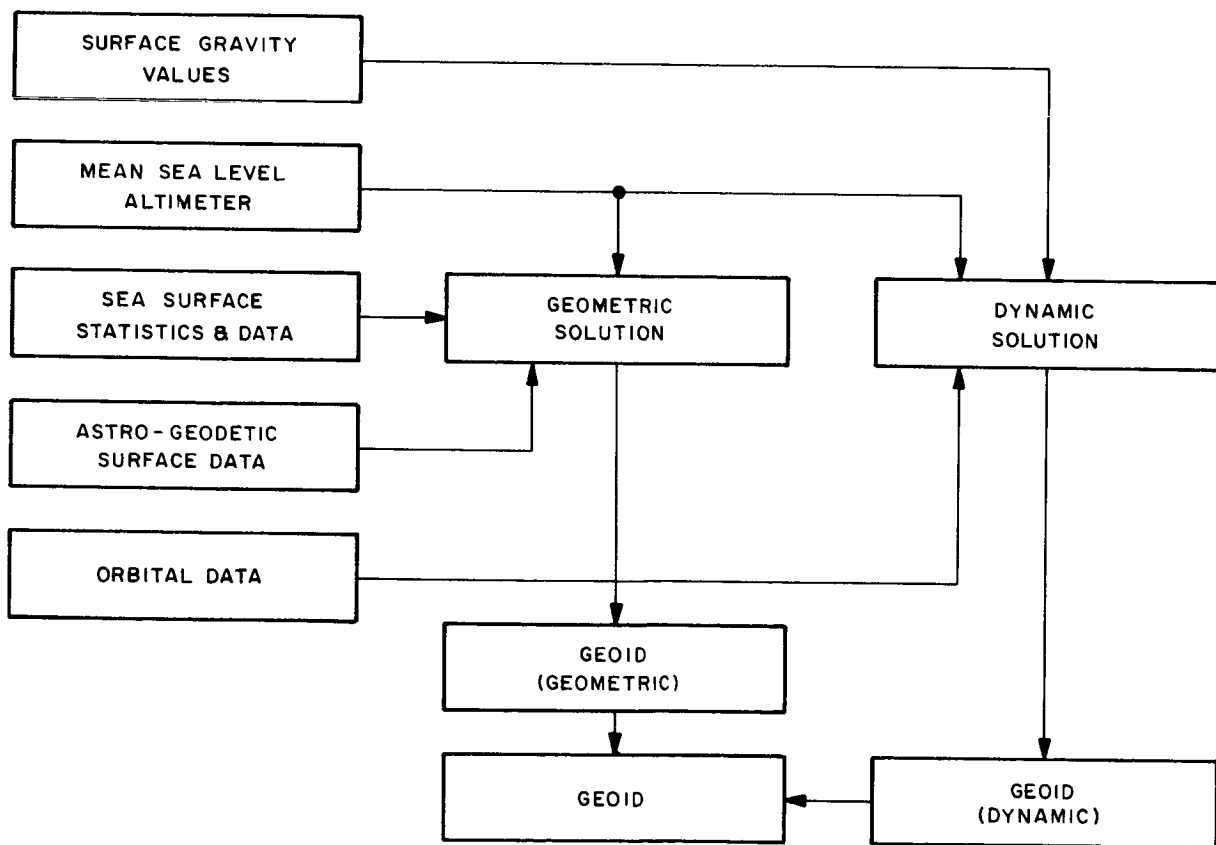 SURFACE GRAVITY
VALUES
MEAN SEA LEVEL
ALTIMETER
SEA SURFACE
STATISTICS & DATA
GEOMETRIC
SOLUTION
DYNAMIC
SOLUTION
ASTRO-GEODETIC
SURFACE DATA
ORBITAL DATA
GEOID
(GEOMETRIC)
GEOID
GEOID
(DYNAMIC)